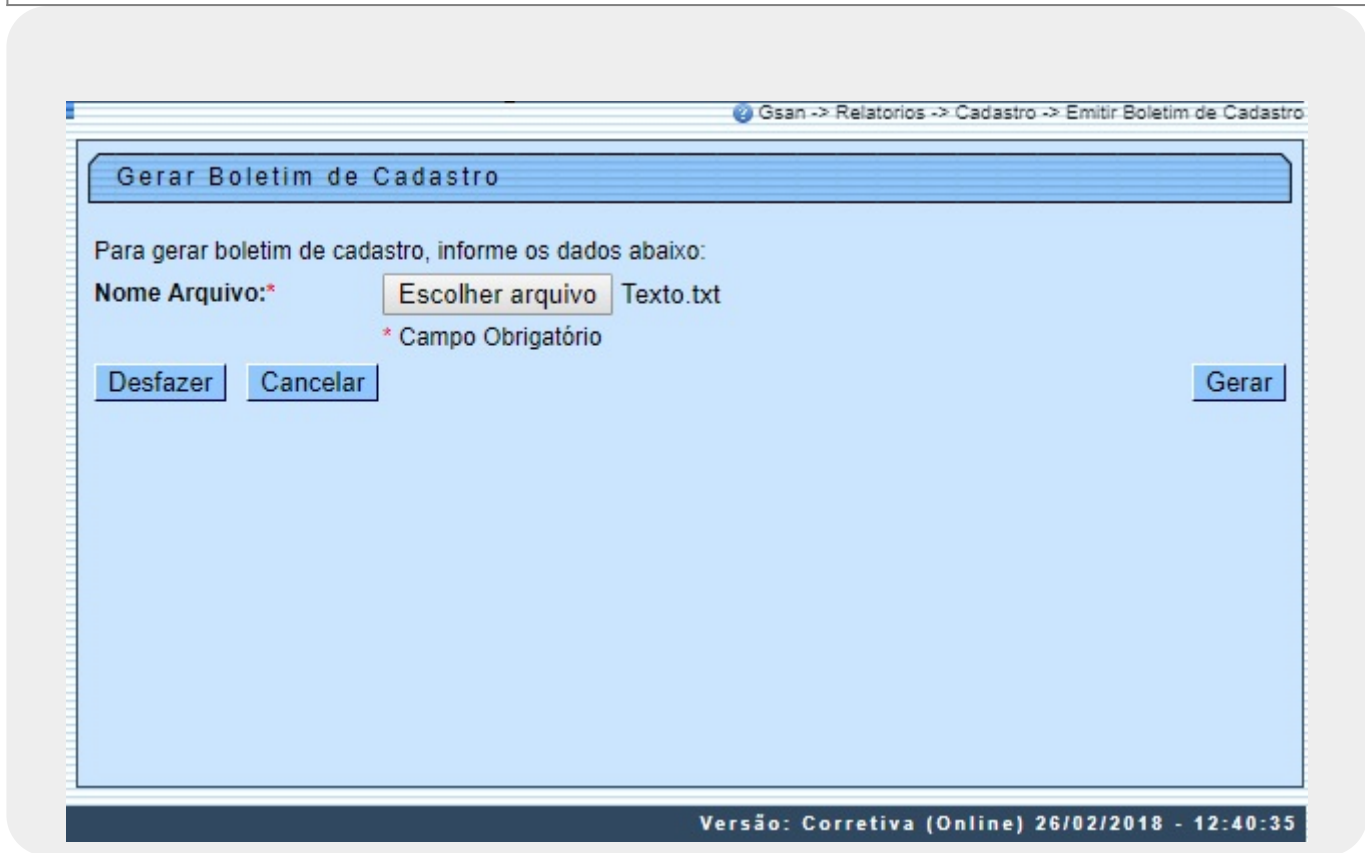 Gsan -> Relatorios -> Cadastro -> Emitir Boletim de Cadastro
Gerar Boletim de Cadastro
Para gerar boletim de cadastro, informe os dados abaixo:
Nome Arquivo:* Escolher arquivo Texto.txt
* Campo Obrigatório
Desfazer Cancelar Gerar
Versão: Corretiva (Online) 26/02/2018 - 12:40:35